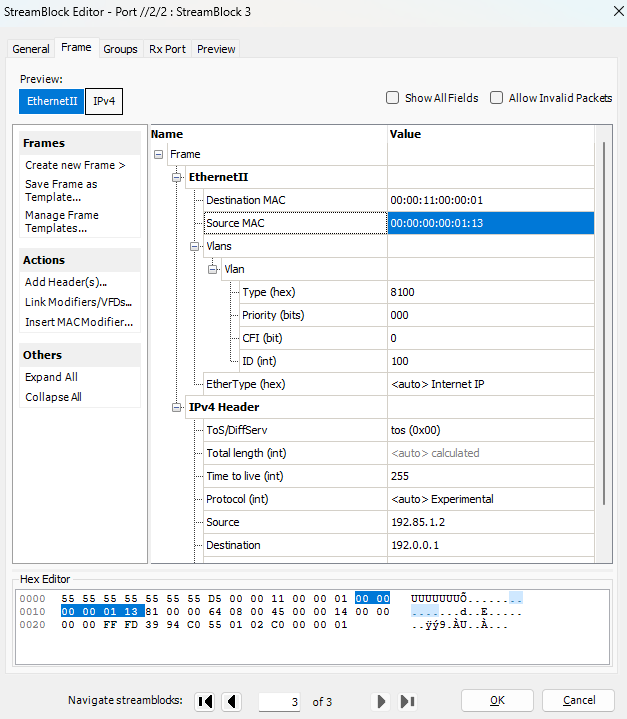 StreamBlock Editor - Port //2/2 : StreamBlock 3
General Frame Groups Rx Port Preview
Preview:
EthernetII IPv4
Show All Fields Allow Invalid Packets
Frames
Create new Frame >
Save Frame as
Template...
Manage Frame
Templates...
Actions
Add Header(s)...
Link Modifiers/VFDs...
Insert MAC Modifier...
Others
Expand All
Collapse All
Name Value
Frame
EthernetII
Destination MAC 00:00:11:00:00:01
Source MAC 00:00:00:00:01:13
Vlans
Vlan
Type (hex) 8100
Priority (bits) 000
CFI (bit) 0
ID (int) 100
EtherType (hex) <auto> Internet IP
IPv4 Header
ToS/DiffServ tos (0x00)
Total length (int) <auto> calculated
Time to live (int) 255
Protocol (int) <auto> Experimental
Source 192.85.1.2
Destination 192.0.0.1
Hex Editor
0000 55 55 55 55 55 55 55 D5 00 00 11 00 00 01 00 00 UUUUUUUÕ........
0010 00 00 01 13 81 00 00 64 08 00 45 00 00 14 00 00 .......d..E.....
0020 00 00 FF FD 39 94 C0 55 01 02 C0 00 00 01 ..ÿý9.ÀU..À...
Navigate streamblocks: 3 of 3
OK Cancel